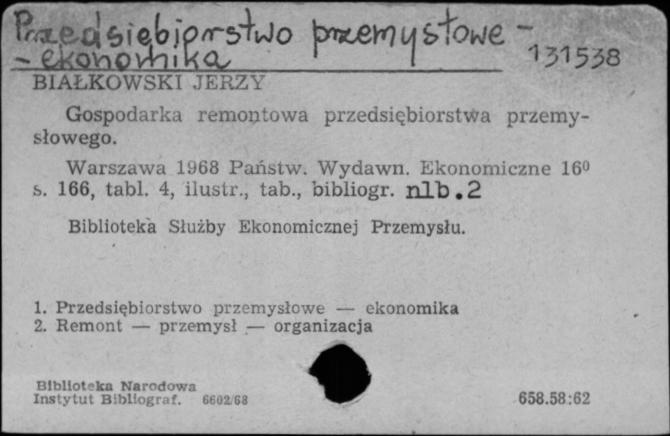 Przedsiębiorstwo przemysłowe -
- ekonomika
131538
BIAŁKOWSKI JERZY
Gospodarka remontowa przedsiębiorstwa przemy-
słowego.
Warszawa 1968 Państw. Wydawn. Ekonomiczne 16⁰
s. 166, tabl. 4, ilustr., tab., bibliogr. nlb.2
Biblioteka Służby Ekonomicznej Przemysłu.
1. Przedsiębiorstwo przemysłowe — ekonomika
2. Remont — przemysł — organizacja
Biblioteka Narodowa
Instytut Bibliograf. 6602/68
658.58:62